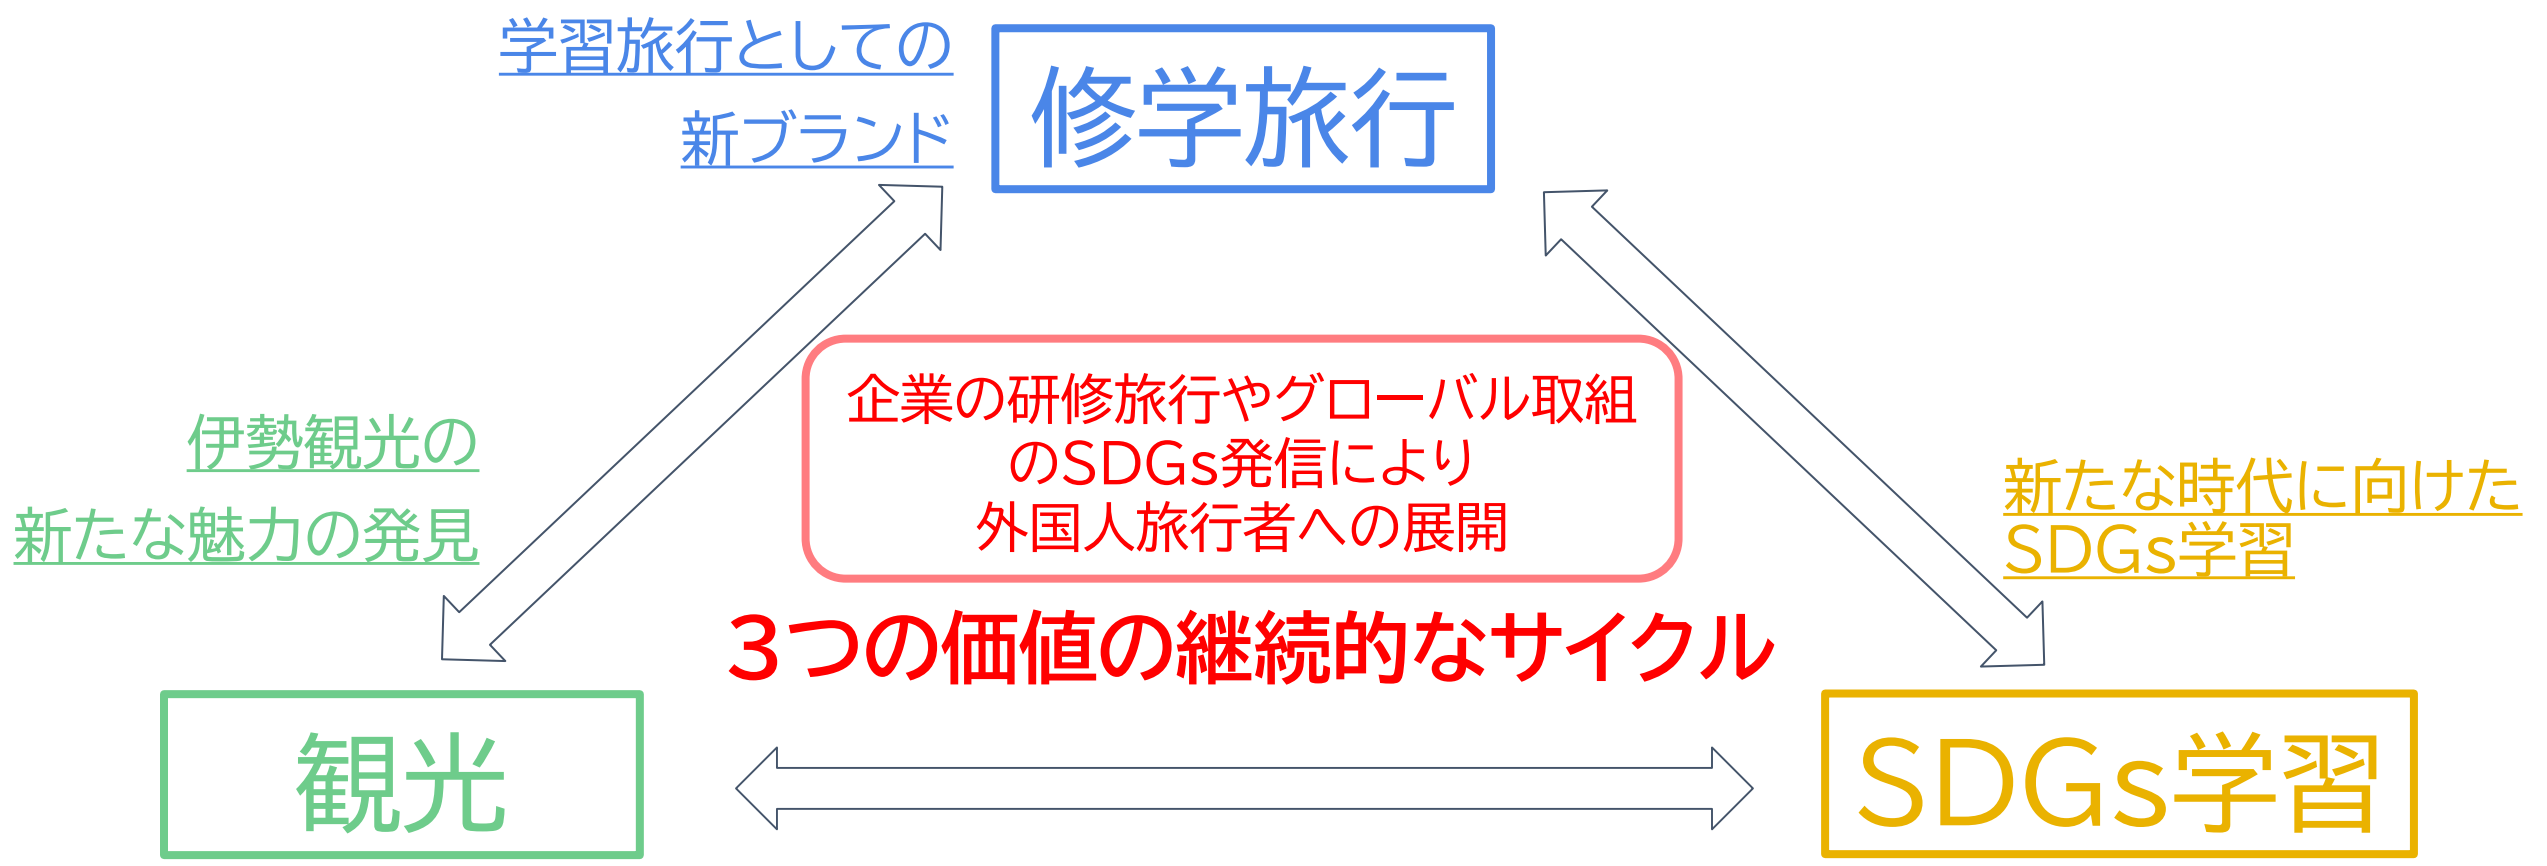 学習旅行としての
新ブランド
修学旅行
企業の研修旅行やグローバル取組
のSDGs発信により
外国人旅行者への展開
伊勢観光の
新たな魅力の発見
新たな時代に向けた
SDGs学習
３つの価値の継続的なサイクル
観光
SDGs学習